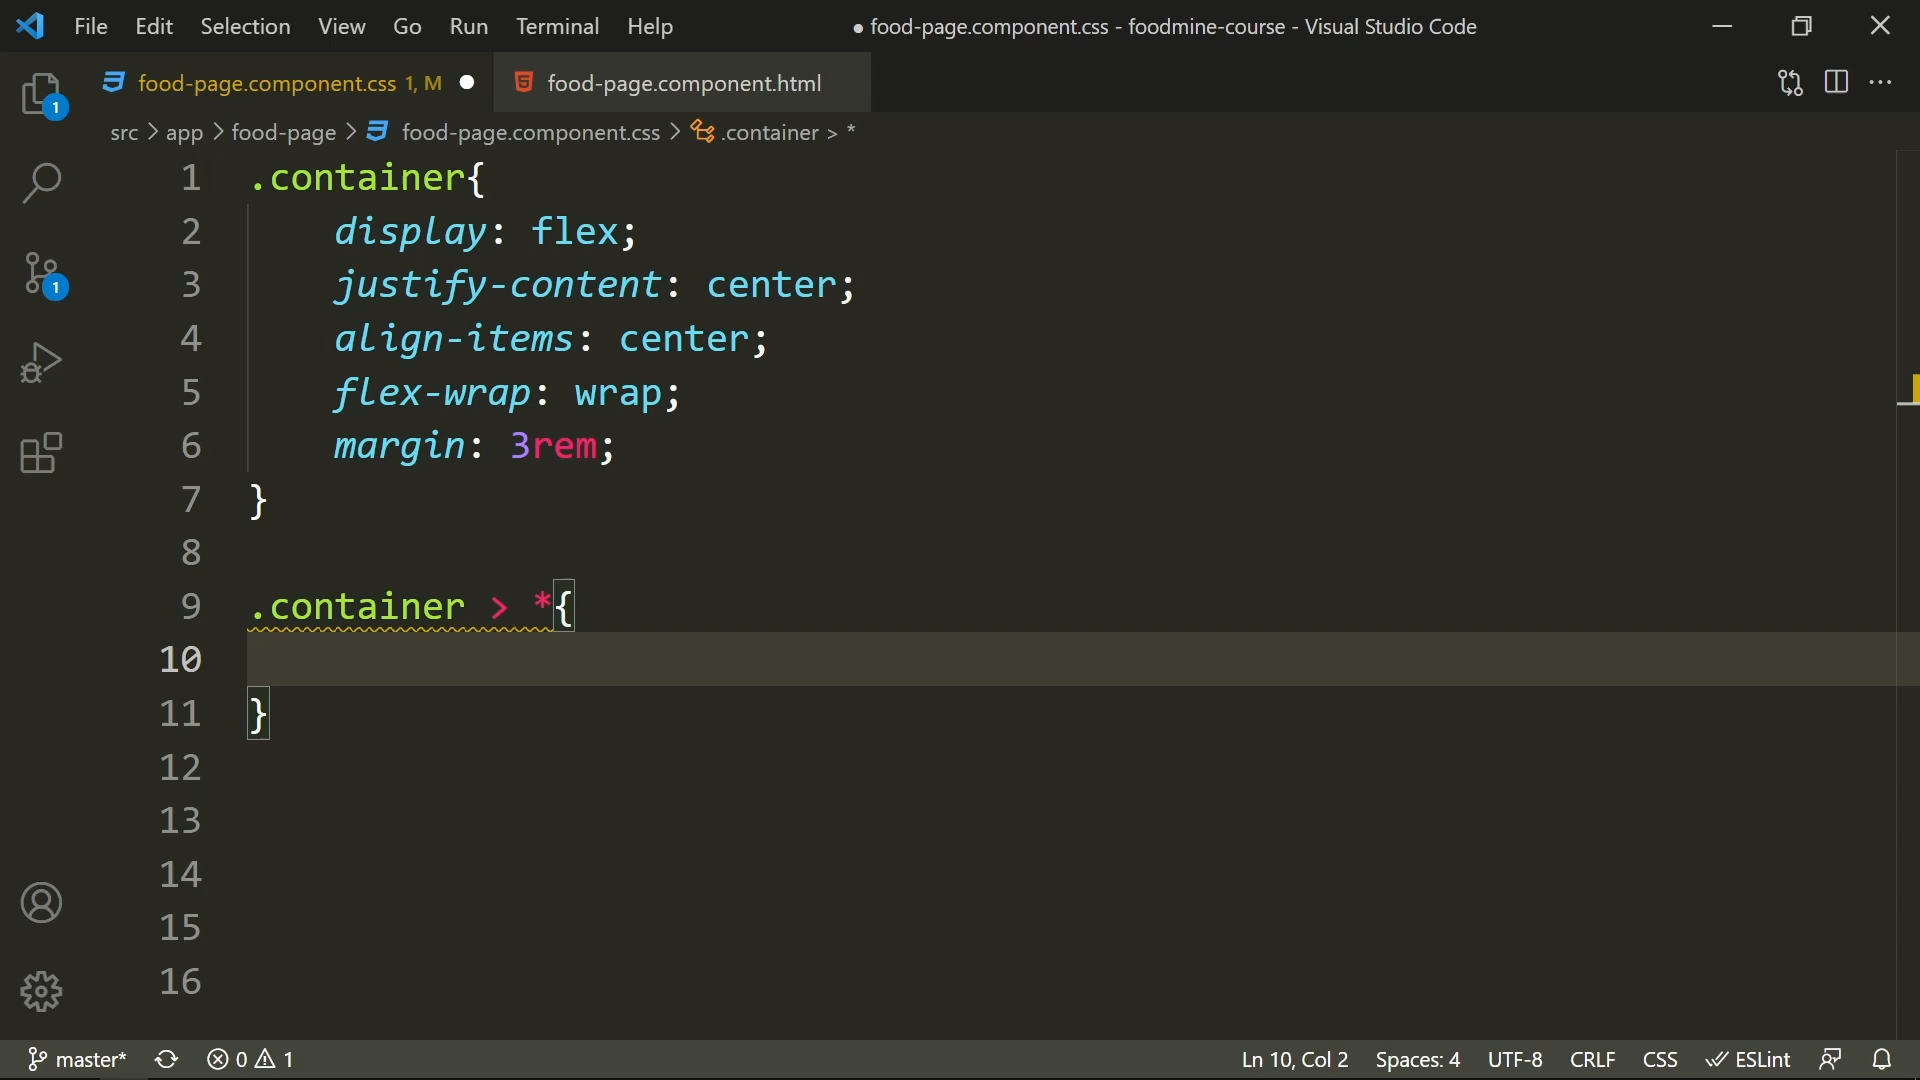 File Edit Selection View Go Run Terminal Help ● food-page.component.css - foodmine-course - Visual Studio Code
food-page.component.css 1, M ● food-page.component.html
src > app > food-page > food-page.component.css > .container > *
1 .container{
2 display: flex;
3 justify-content: center;
4 align-items: center;
5 flex-wrap: wrap;
6 margin: 3rem;
7 }
8
9 .container > *{
10
11 }
12
13
14
15
16
1
1
master* 0 1 Ln 10, Col 2 Spaces: 4 UTF-8 CRLF CSS ESLint